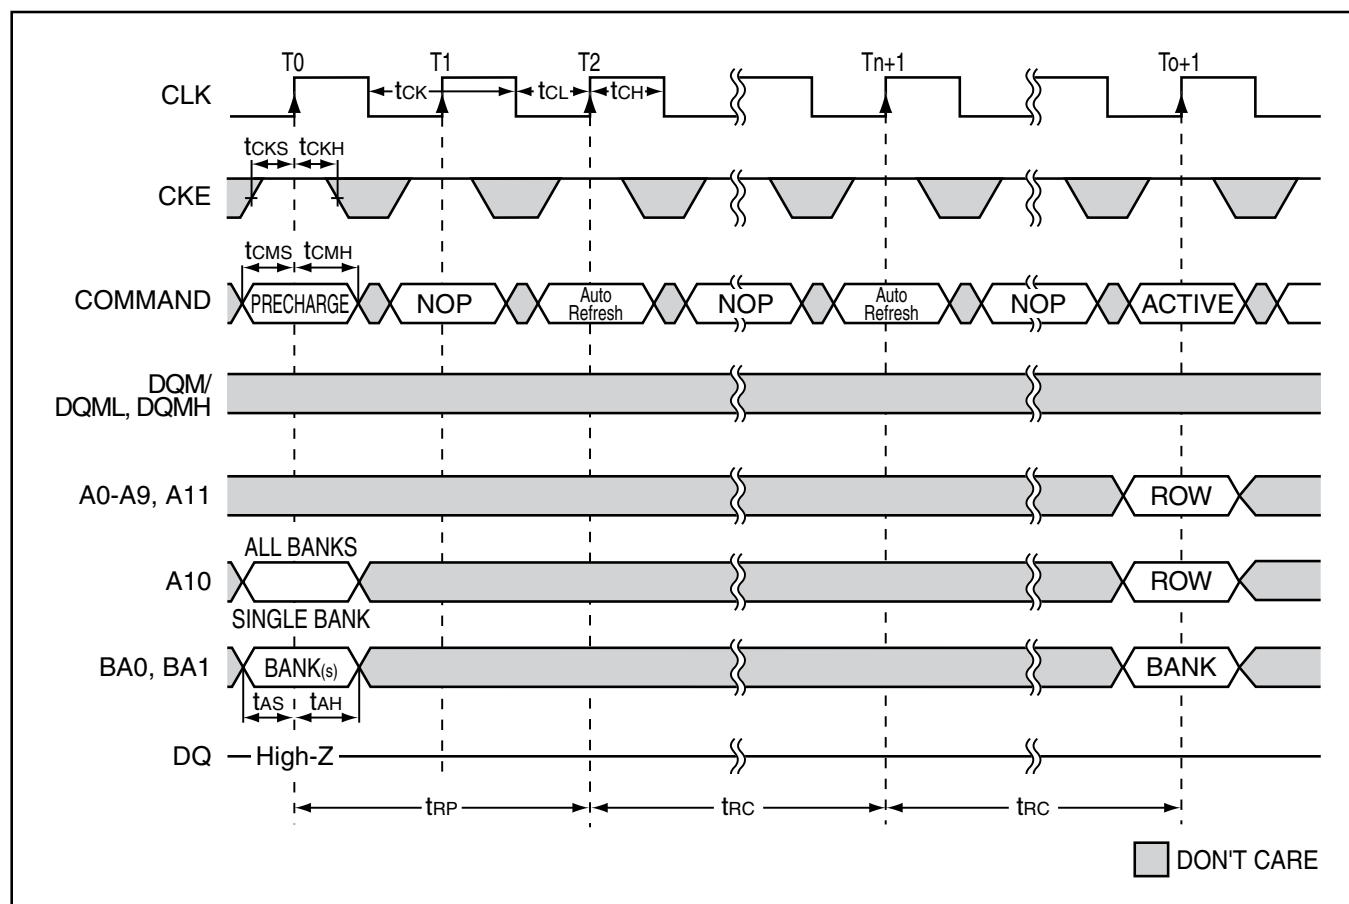 T0 T1 T2 Tn+1 To+1
CLK tCK tCL tCH
tCKS tCKH
CKE
tCMS tCMH
COMMAND PRECHARGE NOP Auto Refresh NOP Auto Refresh NOP ACTIVE
DQM/
DQML, DQMH
A0-A9, A11 ROW
ALL BANKS
A10 ROW
SINGLE BANK
BA0, BA1 BANK(s) BANK
tAS tAH
DQ High-Z
tRP tRC tRC
DON'T CARE